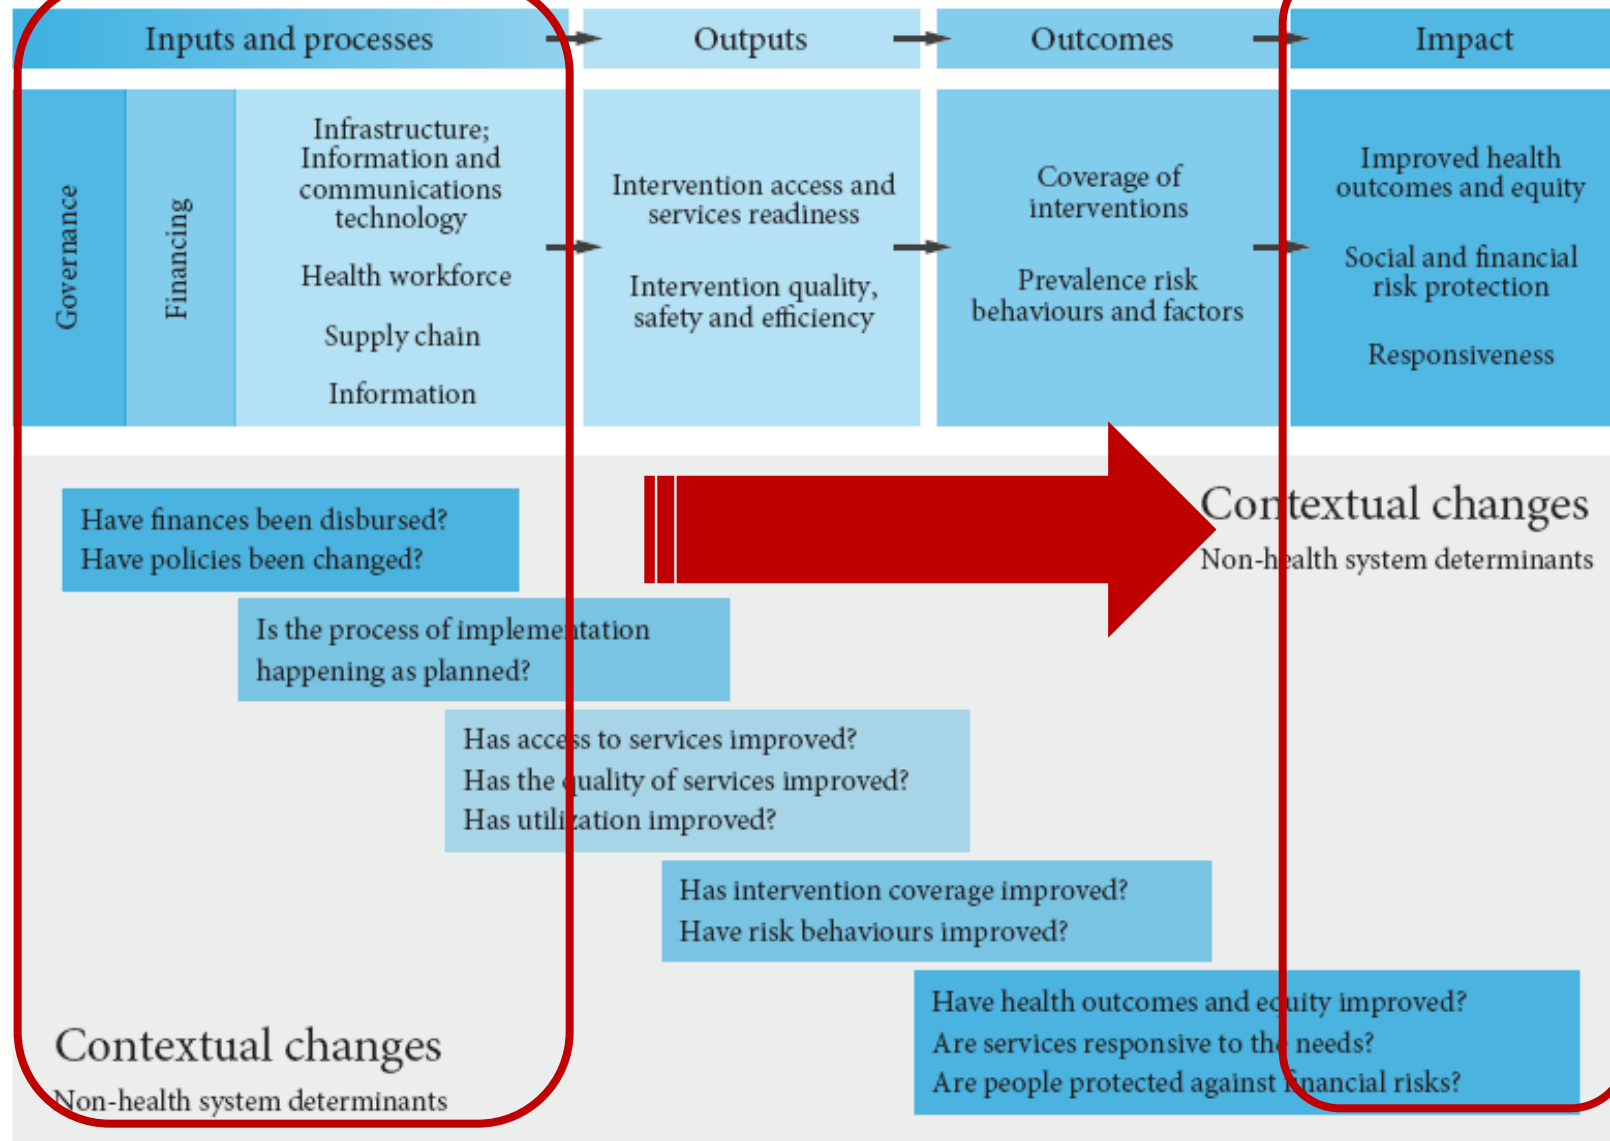 Inputs and processes
Outputs
Outcomes
Impact
Governance
Financing
Infrastructure;
Information and
communications
technology
Health workforce
Supply chain
Information
Intervention access and
services readiness
Intervention quality,
safety and efficiency
Coverage of
interventions
Prevalence risk
behaviours and factors
Improved health
outcomes and equity
Social and financial
risk protection
Responsiveness
Contextual changes
Non-health system determinants
Have finances been disbursed?
Have policies been changed?
Is the process of implementation
happening as planned?
Has access to services improved?
Has the quality of services improved?
Has utilization improved?
Has intervention coverage improved?
Have risk behaviours improved?
Have health outcomes and equity improved?
Are services responsive to the needs?
Are people protected against financial risks?
Contextual changes
Non-health system determinants